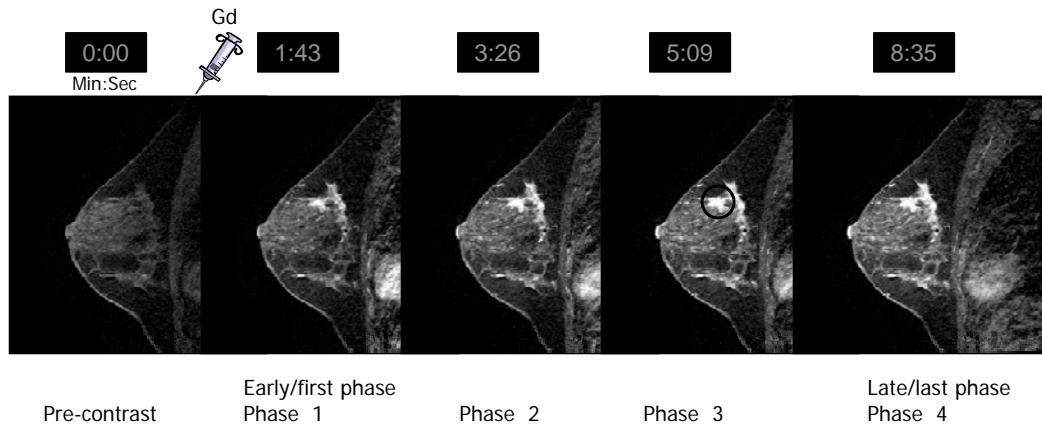 Gd
0:00
1:43
3:26
5:09
8:35
Min:Sec
Early/first phase
Late/last phase
Pre-contrast
Phase 1
Phase 2
Phase 3
Phase 4